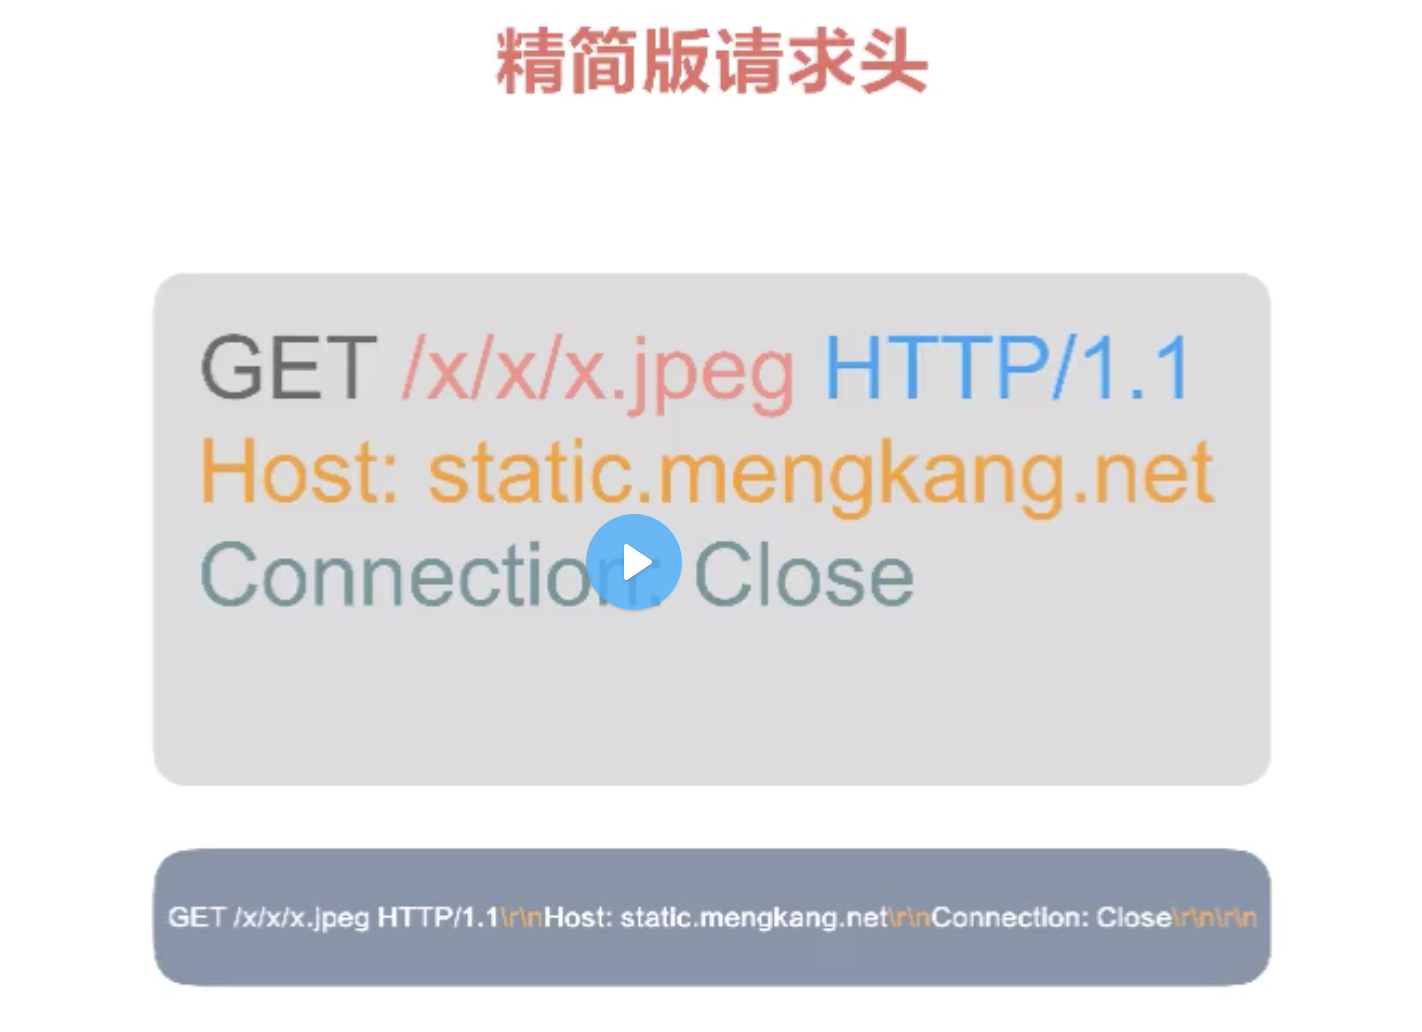 精简版请求头
GET /x/x/x.jpeg HTTP/1.1
Host: static.mengkang.net
Connection: Close
GET /x/x/x.jpeg HTTP/1.1\r\nHost: static.mengkang.net\r\nConnection: Close\r\n\r\n